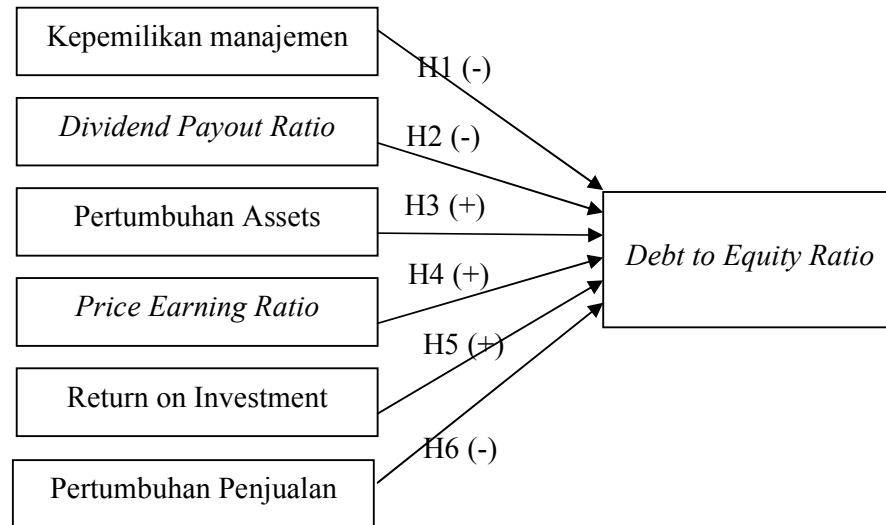 Kepemilikan manajemen
H1 (-)
Dividend Payout Ratio
H2 (-)
Pertumbuhan Assets
H3 (+)
Debt to Equity Ratio
H4 (+)
Price Earning Ratio
H5 (+)
Return on Investment
H6 (-)
Pertumbuhan Penjualan